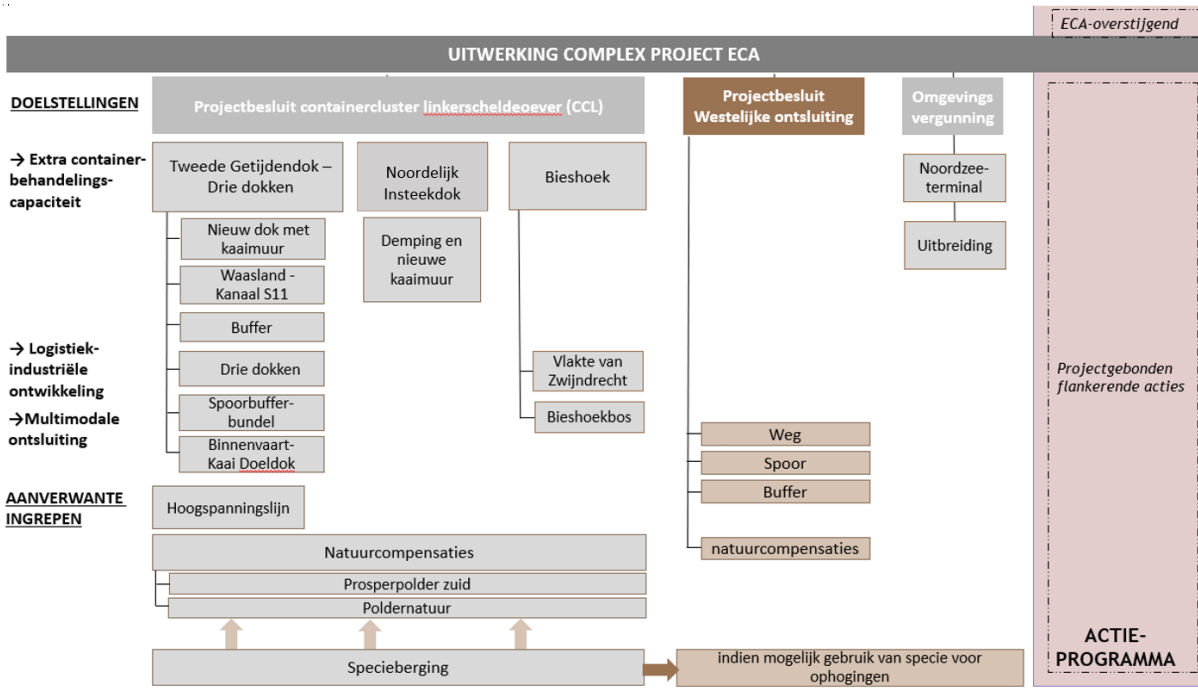 ECA-overstijgend
UITWERKING COMPLEX PROJECT ECA
DOELSTELLINGEN
Projectbesluit containercluster linkerscheldeoever (CCL)
Projectbesluit
Westelijke ontsluiting
Omgevings
vergunning
→ Extra container-
behandelings-
capaciteit
Tweede Getijdendok –
Drie dokken
Noordelijk
Insteekdok
Bieshoek
Noordzee-
terminal
Nieuw dok met
kaaimuur
Demping en
nieuwe
kaaimuur
Uitbreiding
Waasland -
Kanaal S11
Buffer
→ Logistiek-
industriële
ontwikkeling
Drie dokken
Vlakte van
Zwijndrecht
Projectgebonden
flankerende acties
→Multimodale
ontsluiting
Spoorbuffer-
bundel
Bieshoekbos
Binnenvaart-
Kaai Doeldok
Weg
Spoor
Buffer
natuurcompensaties
AANVERWANTE
INGREPEN
Hoogspanningslijn
Natuurcompensaties
Prosperpolder zuid
Poldernatuur
Specieberging
indien mogelijk gebruik van specie voor
ophogingen
ACTIE-
PROGRAMMA